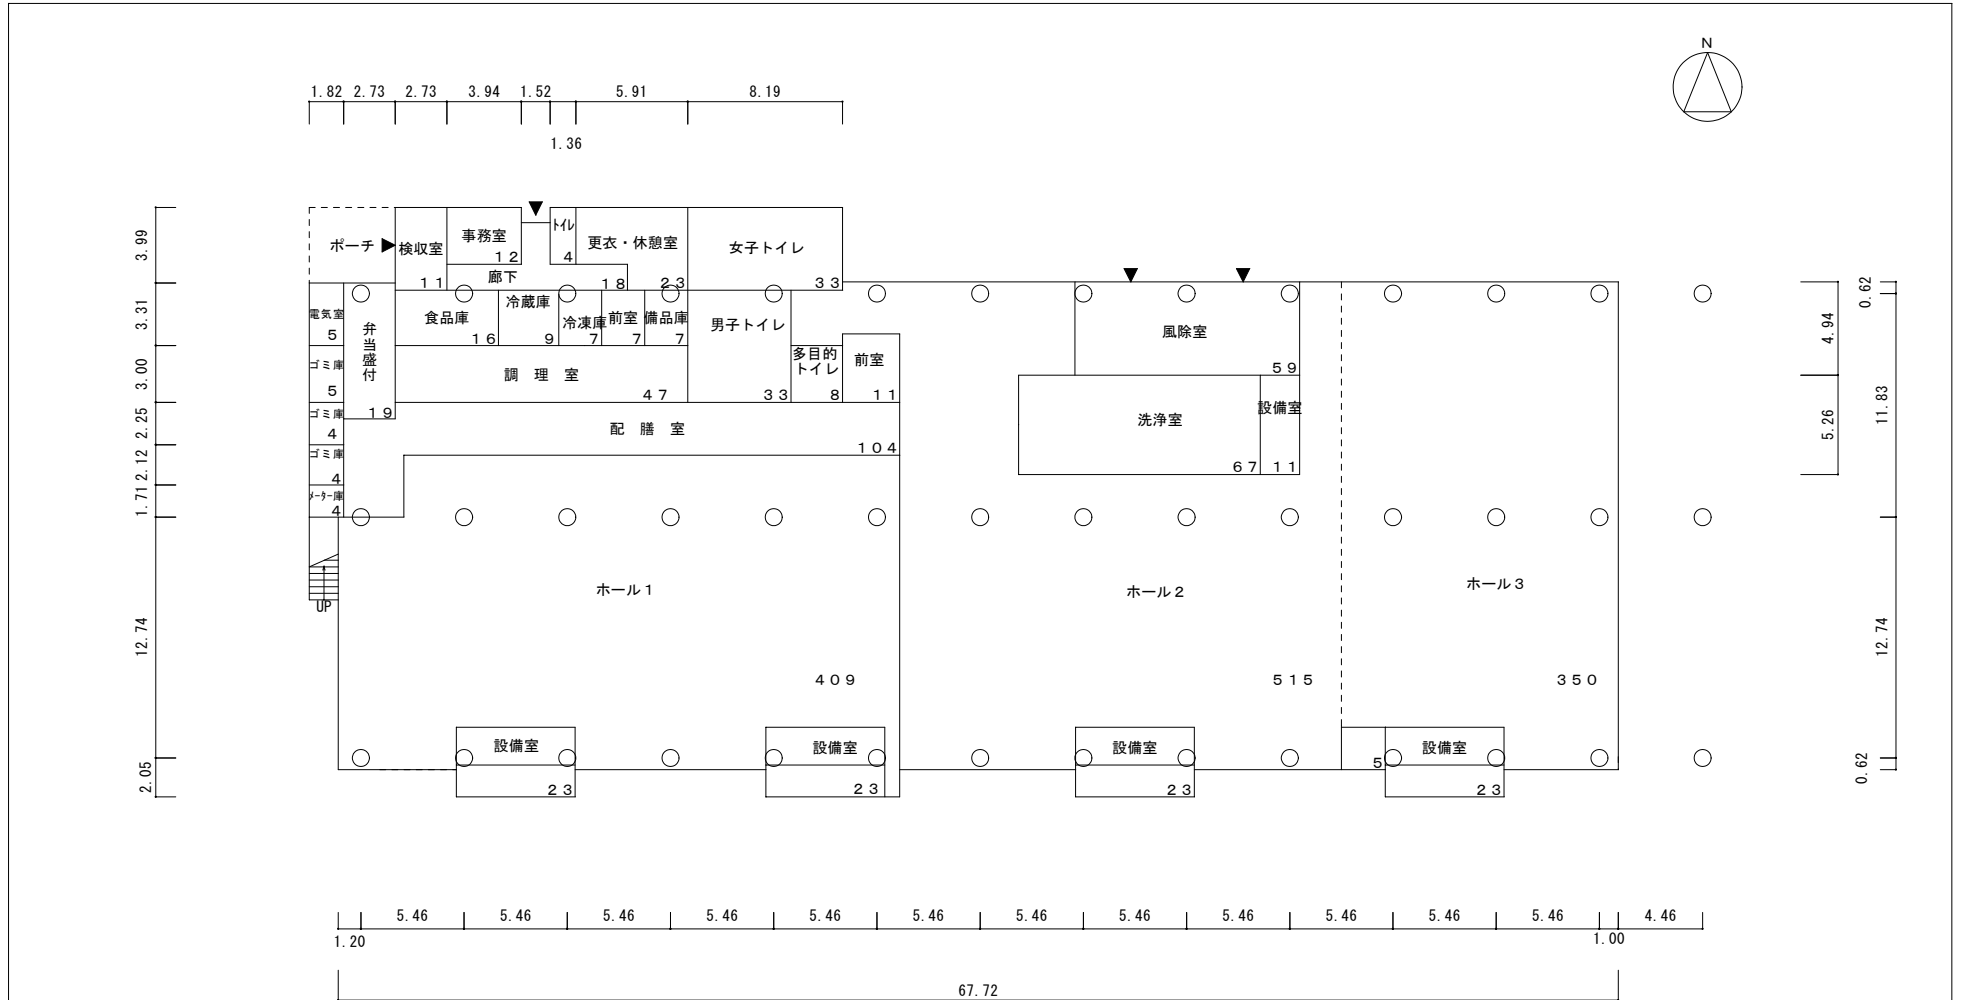 N
1.82 2.73 2.73 3.94 1.52 5.91 8.19
1.36
3.99
3.31
3.00
2.25
2.12
1.71
12.74
2.05
ポーチ
検収室
11
事務室
12
トイレ
4
更衣・休憩室
23
女子トイレ
33
廊下
18
電気室
5
弁当盛付
19
食品庫
16
冷蔵庫
9
冷凍庫
7
前室
7
備品庫
7
男子トイレ
33
多目的
トイレ
8
前室
11
ゴミ庫
5
調理室
47
ゴミ庫
4
配膳室
104
ゴミ庫
4
メーター庫
4
風除室
59
洗浄室
67
設備室
11
UP
ホール1
409
ホール2
515
ホール3
350
設備室
23
設備室
23
設備室
23
5
設備室
23
0.62
4.94
11.83
5.26
12.74
0.62
5.46 5.46 5.46 5.46 5.46 5.46 5.46 5.46 5.46 5.46 5.46 5.46 4.46
1.20 1.00
67.72